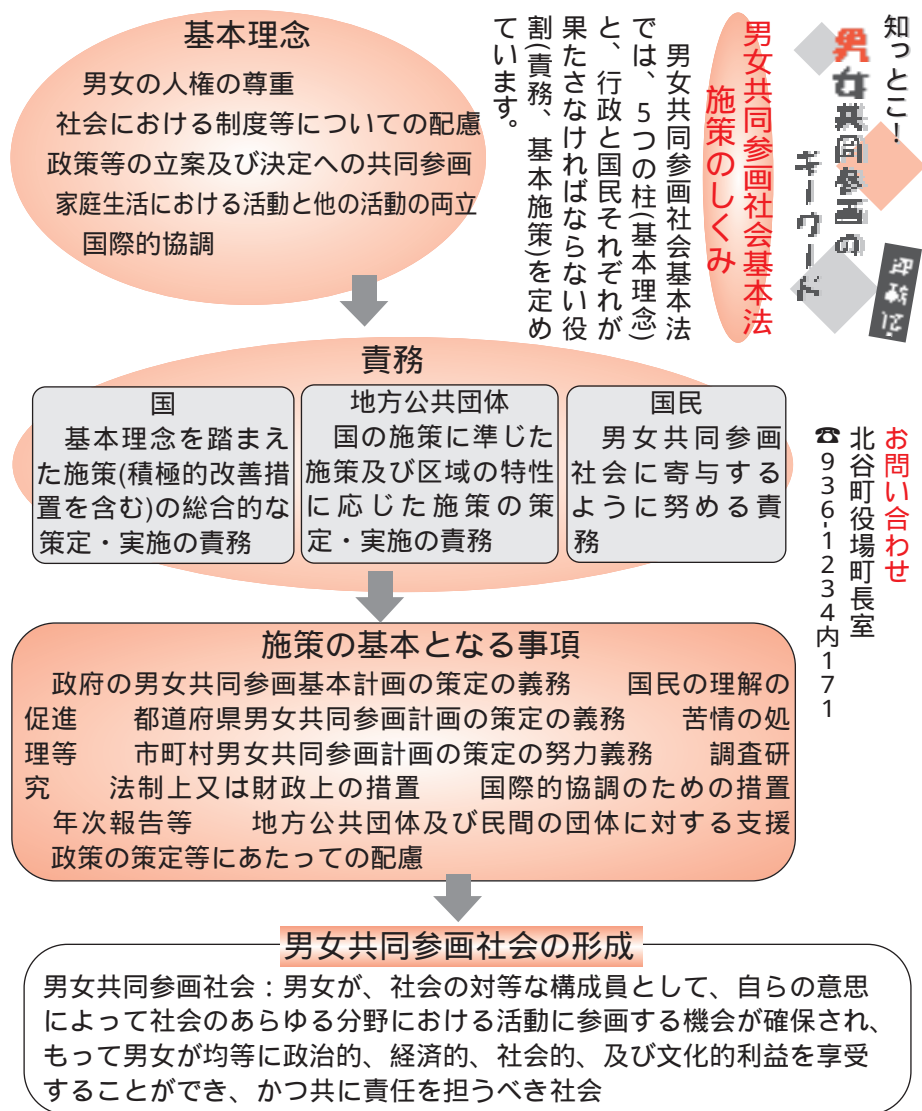 知っとこ!
男女共同参画の
キーワード
男女共同参画社会基本法
施策のしくみ
男女共同参画社会基本法
では、5つの柱(基本理念)
と、行政と国民それぞれが
果たさなければならない役
割(責務、基本施策)を定め
ています。
基本理念
男女の人権の尊重
社会における制度等についての配慮
政策等の立案及び決定への共同参画
家庭生活における活動と他の活動の両立
国際的協調
責務
国
基本理念を踏まえ
た施策(積極的改善措
置を含む)の総合的な
策定・実施の責務
地方公共団体
国の施策に準じた
施策及び区域の特性
に応じた施策の策
定・実施の責務
国民
男女共同参画
社会に寄与する
ように努める責
務
お問い合わせ
北谷町役場町長室
☎936-1234内171
施策の基本となる事項
政府の男女共同参画基本計画の策定の義務 国民の理解の
促進 都道府県男女共同参画計画の策定の義務 苦情の処
理等 市町村男女共同参画計画の策定の努力義務 調査研
究 法制上又は財政上の措置 国際的協調のための措置
年次報告等 地方公共団体及び民間の団体に対する支援
政策の策定等にあたっての配慮
男女共同参画社会の形成
男女共同参画社会:男女が、社会の対等な構成員として、自らの意思
によって社会のあらゆる分野における活動に参画する機会が確保され、
もって男女が均等に政治的、経済的、社会的、及び文化的利益を享受
することができ、かつ共に責任を担うべき社会